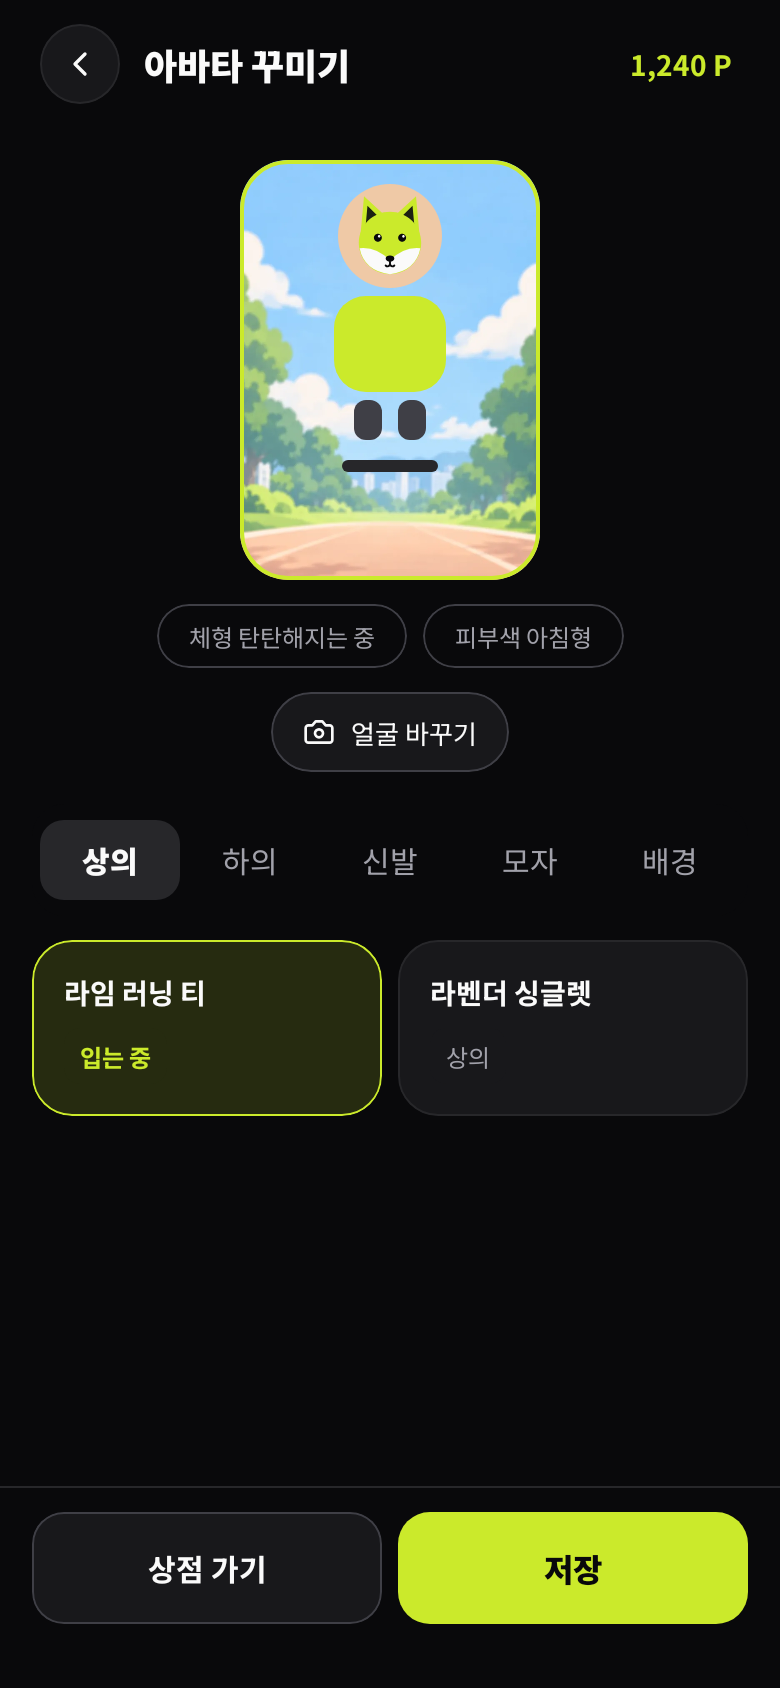 아바타 꾸미기
1,240 P
체형 탄탄해지는 중
피부색 아침형
얼굴 바꾸기
상의
하의
신발
모자
배경
라임 러닝 티
입는 중
라벤더 싱글렛
상의
상점 가기
저장